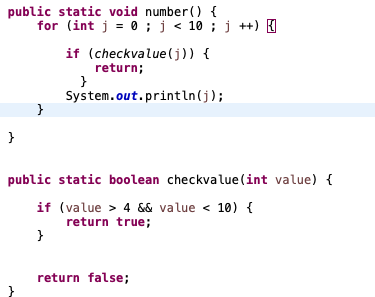 public static void number() {
for (int j = 0 ; j < 10 ; j ++) {
if (checkvalue(j)) {
return;
}
System.out.println(j);
}
}
public static boolean checkvalue(int value) {
if (value > 4 && value < 10) {
return true;
}
return false;
}